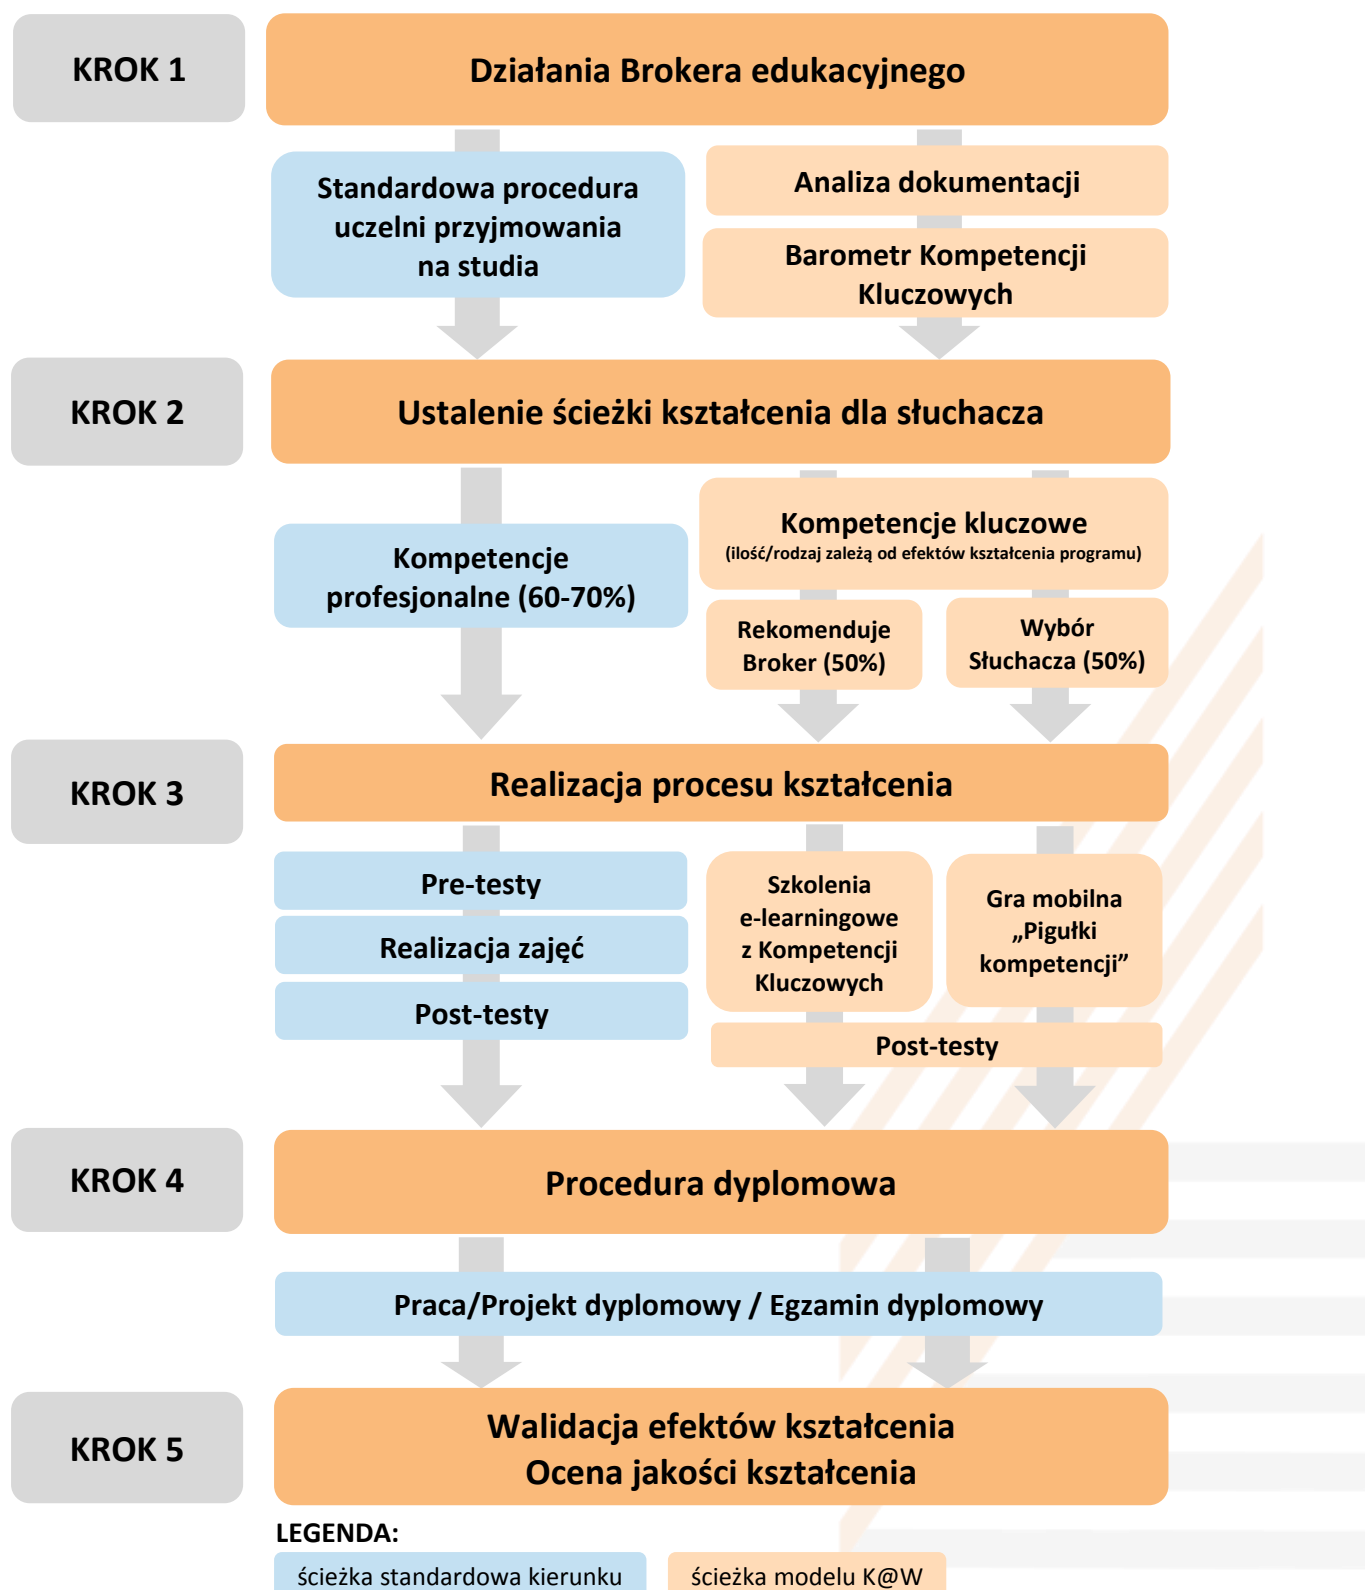 KROK 1
Działania Brokera edukacyjnego
Standardowa procedura
uczelni przyjmowania
na studia
Analiza dokumentacji
Barometr Kompetencji
Kluczowych
KROK 2
Ustalenie ścieżki kształcenia dla słuchacza
Kompetencje
profesjonalne (60-70%)
Kompetencje kluczowe
(ilość/rodzaj zależą od efektów kształcenia programu)
Rekomenduje
Broker (50%)
Wybór
Słuchacza (50%)
KROK 3
Realizacja procesu kształcenia
Pre-testy
Realizacja zajęć
Post-testy
Szkolenia
e-learningowe
z Kompetencji
Kluczowych
Gra mobilna
„Pigułki
kompetencji”
Post-testy
KROK 4
Procedura dyplomowa
Praca/Projekt dyplomowy / Egzamin dyplomowy
KROK 5
Walidacja efektów kształcenia
Ocena jakości kształcenia
LEGENDA:
ścieżka standardowa kierunku
ścieżka modelu K@W